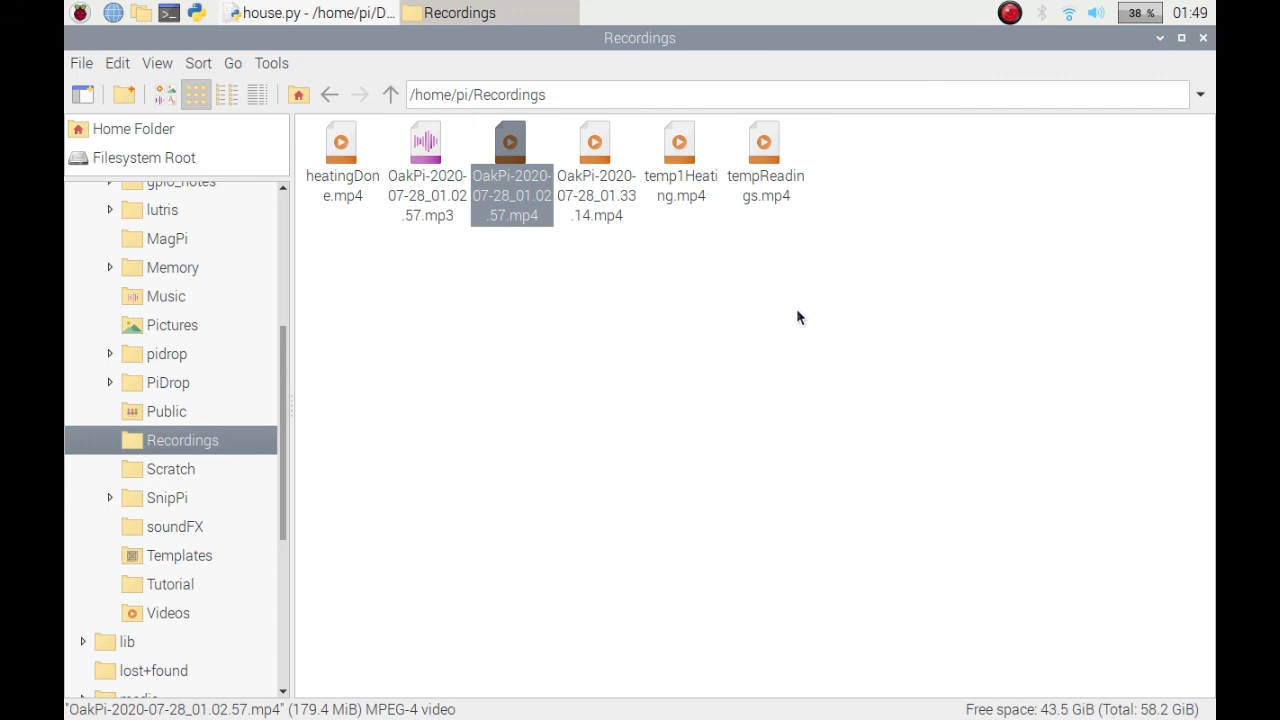 house.py - /home/pi/D...
Recordings
38 %
01:49
Recordings
File Edit View Sort Go Tools
/home/pi/Recordings
Home Folder
Filesystem Root
gpio_notes
lutris
MagPi
Memory
Music
Pictures
pidrop
PiDrop
Public
Recordings
Scratch
SnipPi
soundFX
Templates
Tutorial
Videos
lib
lost+found
media
heatingDon
e.mp4
OakPi-2020-
07-28_01.02
.57.mp3
OakPi-2020-
07-28_01.02
.57.mp4
OakPi-2020-
07-28_01.33
.14.mp4
temp1Heati
ng.mp4
tempReadin
gs.mp4
"OakPi-2020-07-28_01.02.57.mp4" (179.4 MiB) MPEG-4 video
Free space: 43.5 GiB (Total: 58.2 GiB)